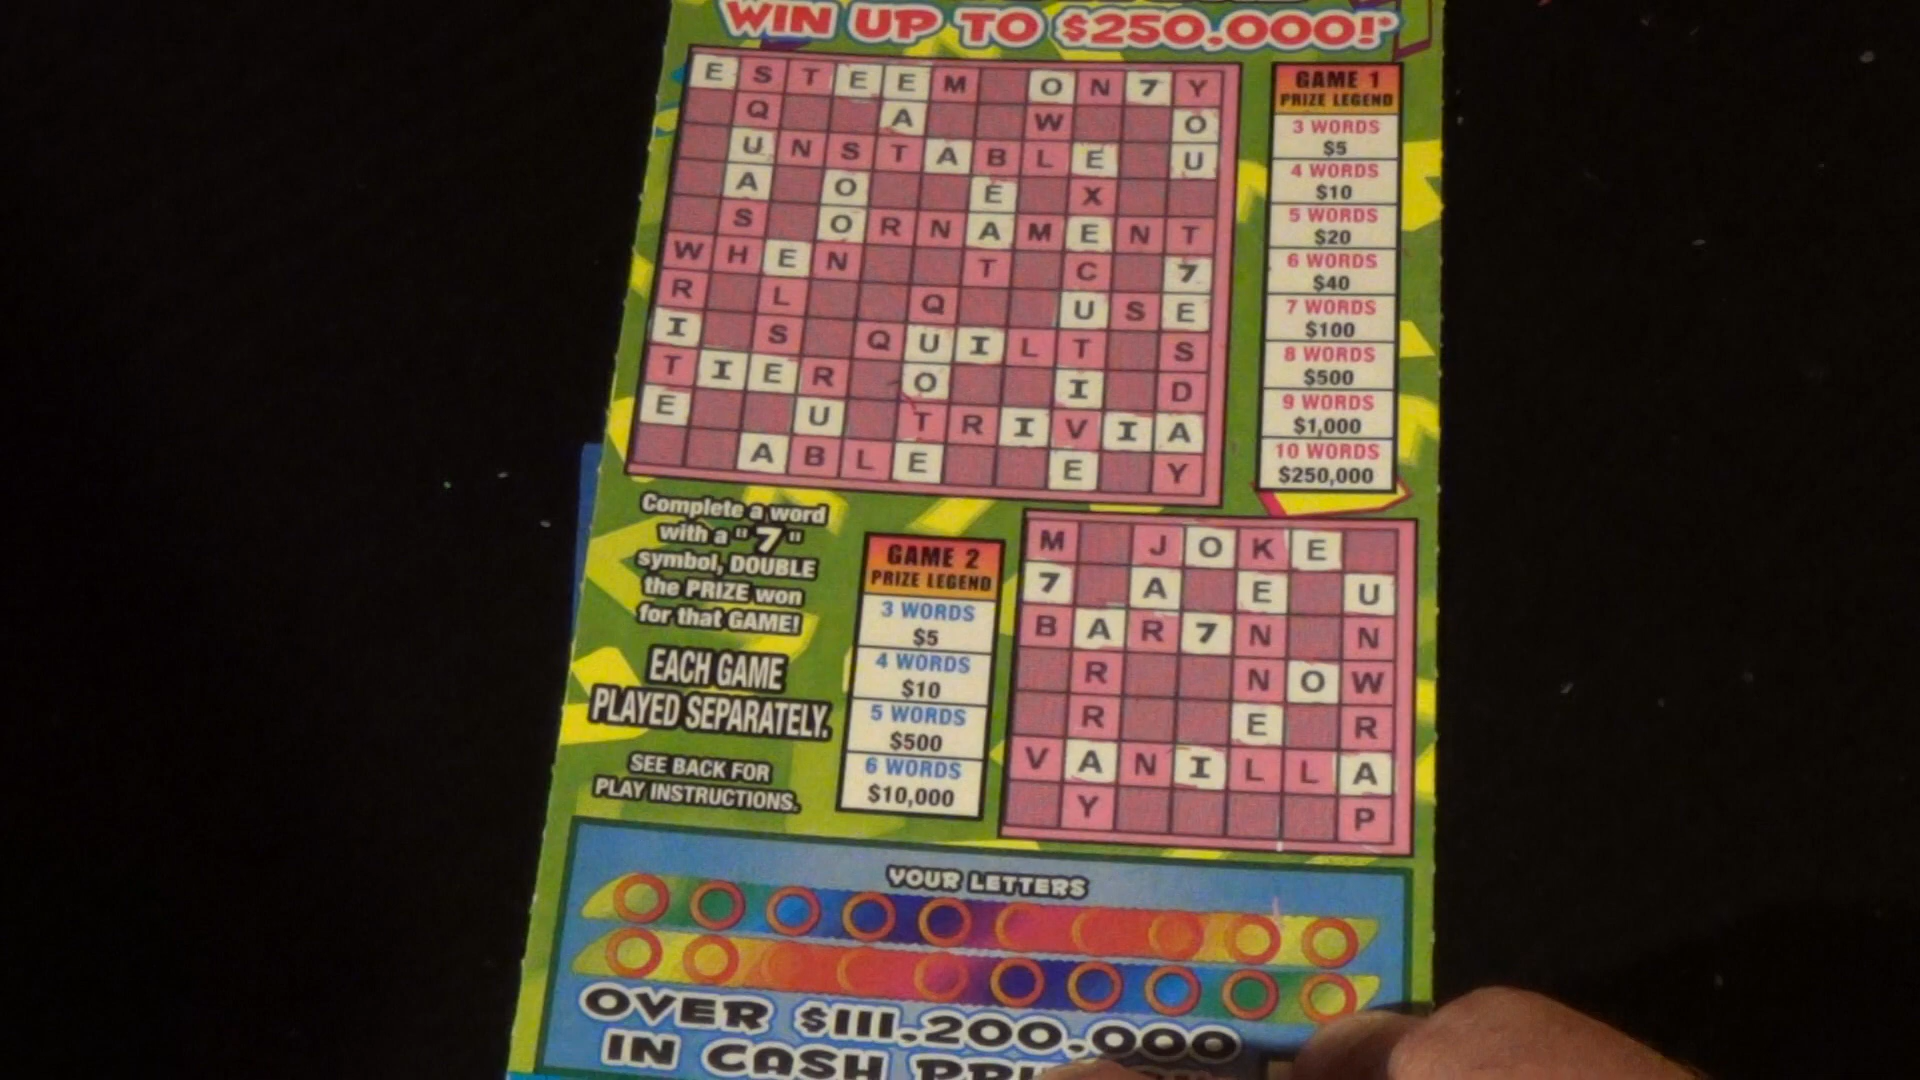 WIN UP TO $250,000!*
E S T E E M O N 7 Y
Q A W O
U N S T A B L E U
A O E X
S O R N A M E N T
W H E N T C 7
R L Q U S E
I S Q U I L T S
T I E R O I D
E U T R I V I A
A B L E E Y
GAME 1
PRIZE LEGEND
3 WORDS
$5
4 WORDS
$10
5 WORDS
$20
6 WORDS
$40
7 WORDS
$100
8 WORDS
$500
9 WORDS
$1,000
10 WORDS
$250,000
Complete a word
with a "7"
symbol, DOUBLE
the PRIZE won
for that GAME!
EACH GAME
PLAYED SEPARATELY.
SEE BACK FOR
PLAY INSTRUCTIONS.
GAME 2
PRIZE LEGEND
3 WORDS
$5
4 WORDS
$10
5 WORDS
$500
6 WORDS
$10,000
M J O K E
7 A E U
B A R 7 N N
R N O W
R E R
V A N I L L A
Y P
YOUR LETTERS
OVER $111,200,000
IN CASH